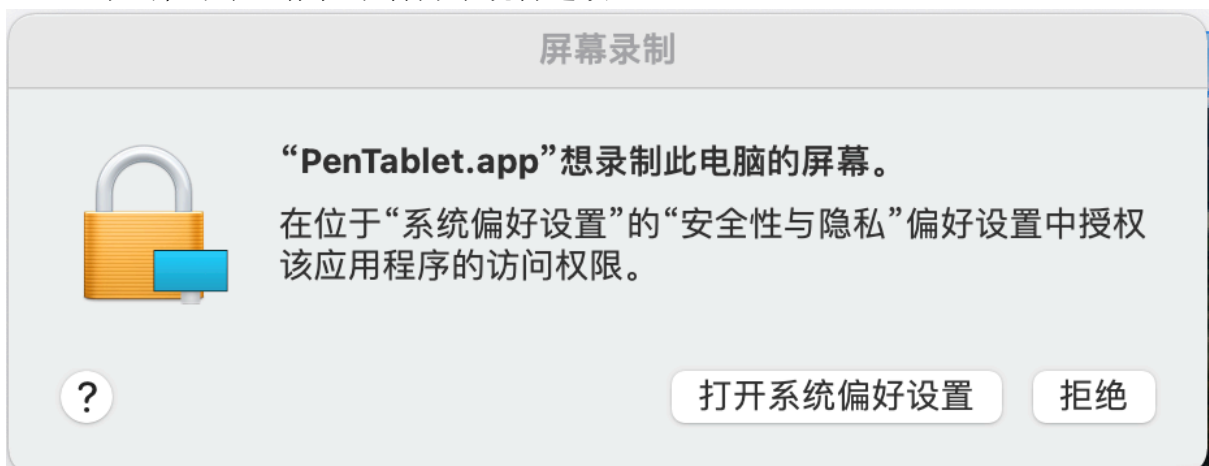 屏幕录制
“PenTablet.app”想录制此电脑的屏幕。
在位于“系统偏好设置”的“安全性与隐私”偏好设置中授权
该应用程序的访问权限。
?
打开系统偏好设置
拒绝